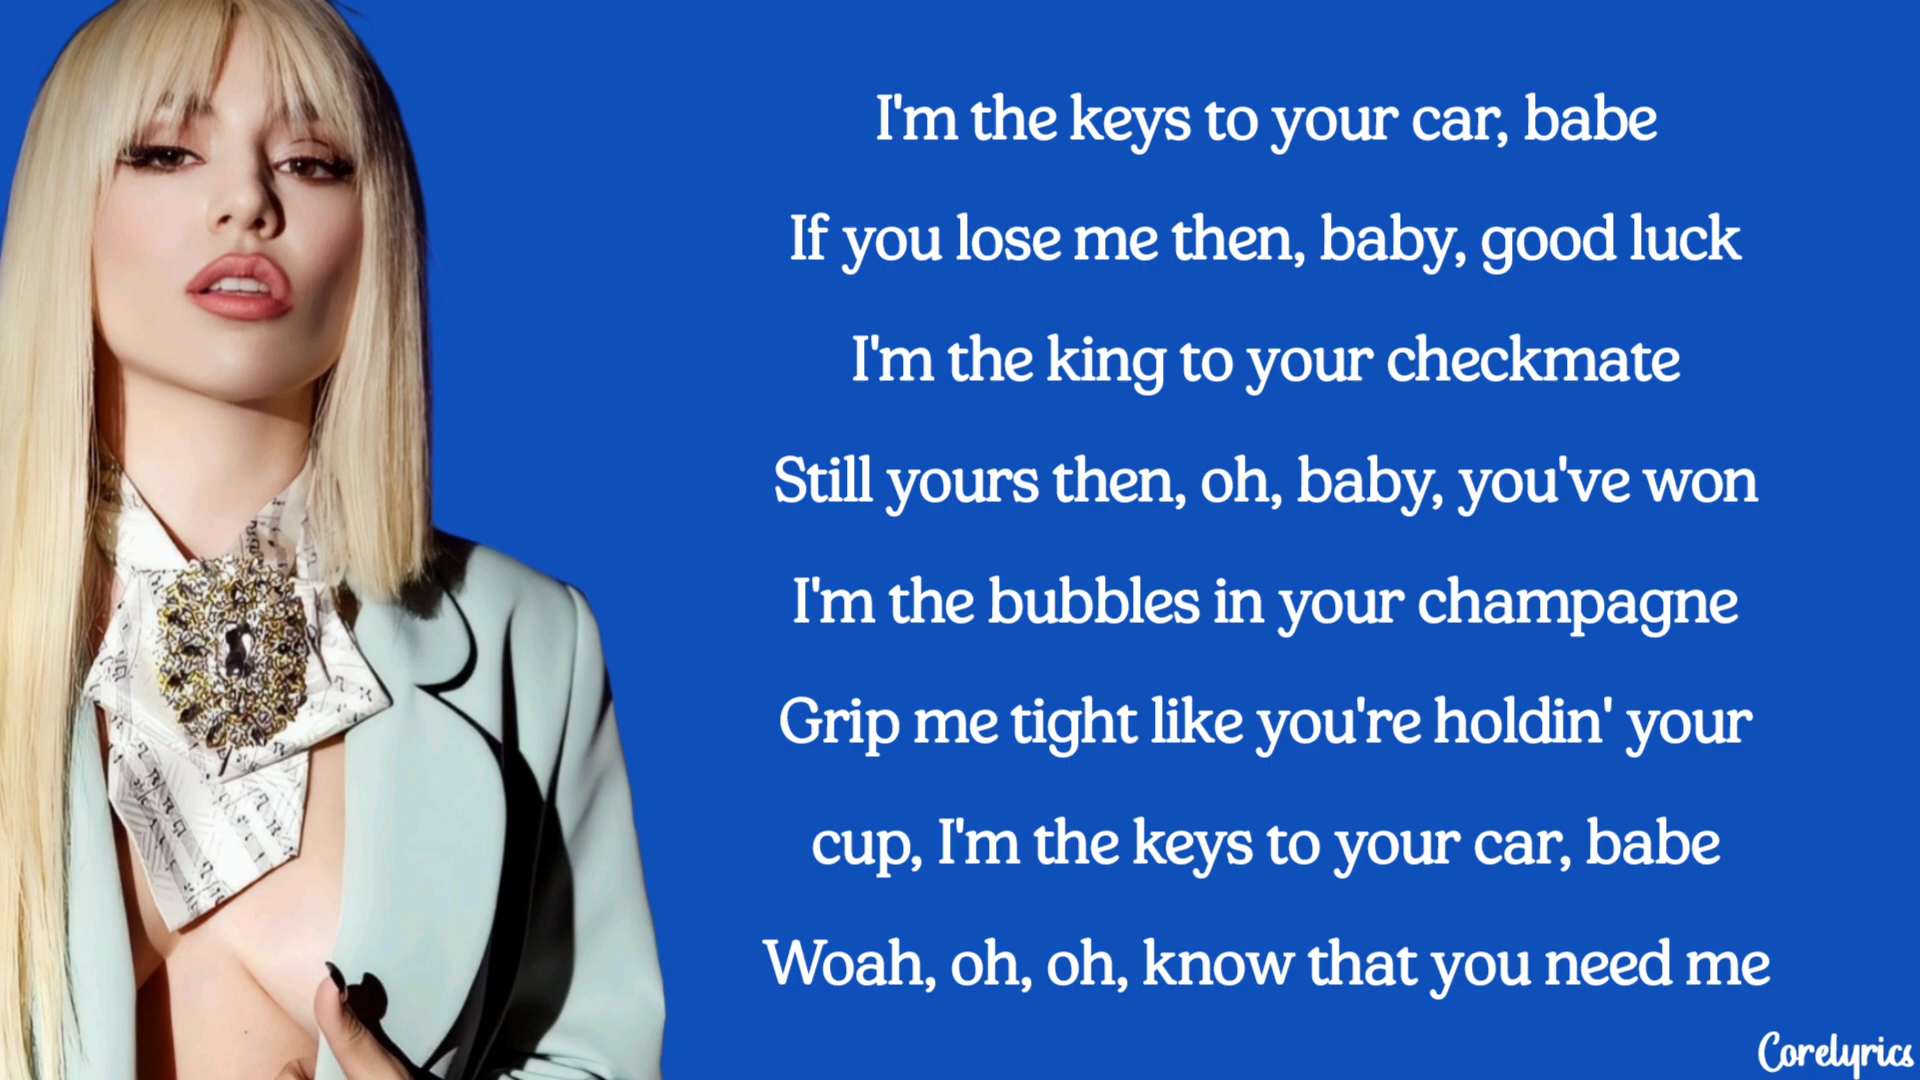 I'm the keys to your car, babe
If you lose me then, baby, good luck
I'm the king to your checkmate
Still yours then, oh, baby, you've won
I'm the bubbles in your champagne
Grip me tight like you're holdin' your
cup, I'm the keys to your car, babe
Woah, oh, oh, know that you need me
Corelyrics